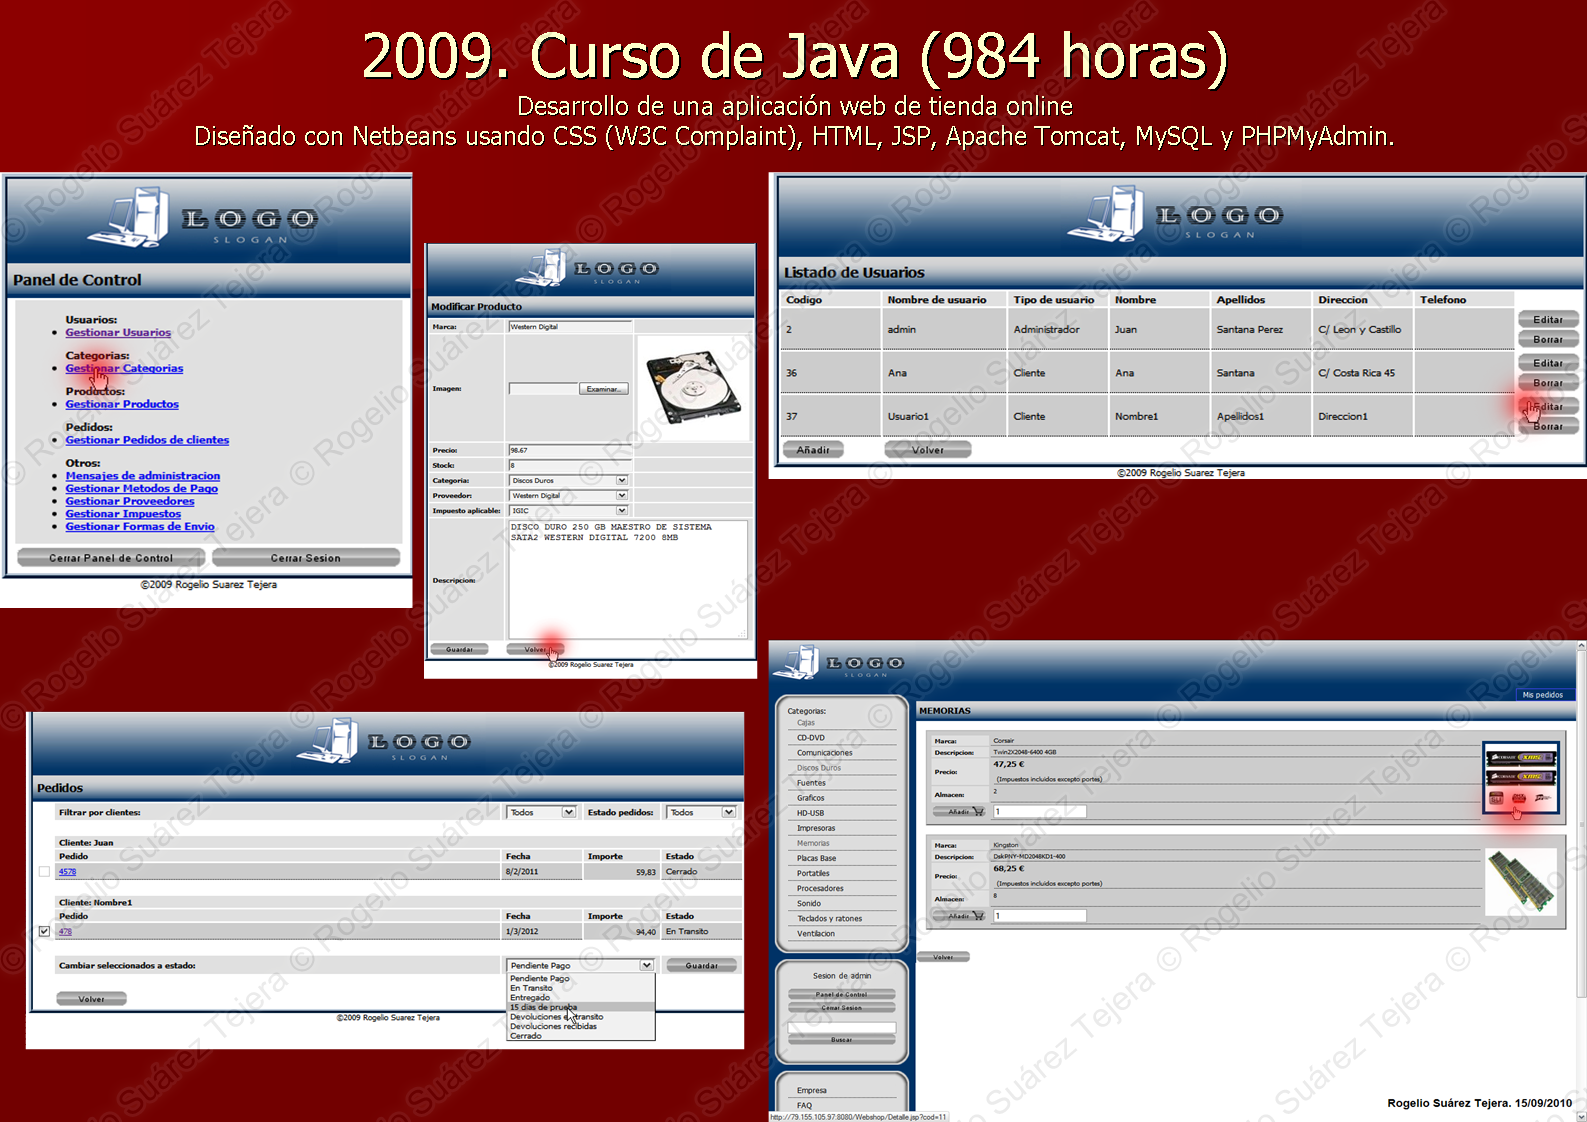 2009. Curso de Java (984 horas)
Desarrollo de una aplicación web de tienda online
Diseñado con Netbeans usando CSS (W3C Complaint), HTML, JSP, Apache Tomcat, MySQL y PHPMyAdmin.
LOGO
SLOGAN
Panel de Control
Usuarios:
Gestionar Usuarios
Categorias:
Gestionar Categorias
Productos:
Gestionar Productos
Pedidos:
Gestionar Pedidos de clientes
Otros:
Mensajes de administracion
Gestionar Metodos de Pago
Gestionar Proveedores
Gestionar Impuestos
Gestionar Formas de Envio
Cerrar Panel de Control Cerrar Sesion
©2009 Rogelio Suarez Tejera
LOGO
SLOGAN
Modificar Producto
Marca: Western Digital
Imagen: Examinar...
Precio: 98.67
Stock: 8
Categoria: Discos Duros
Proveedor: Western Digital
Impuesto aplicable: IGIC
DISCO DURO 250 GB MAESTRO DE SISTEMA
SATA2 WESTERN DIGITAL 7200 8MB
Descripcion:
Guardar Volver
©2009 Rogelio Suarez Tejera
LOGO
SLOGAN
Listado de Usuarios
Codigo Nombre de usuario Tipo de usuario Nombre Apellidos Direccion Telefono
2 admin Administrador Juan Santana Perez C/ Leon y Castillo Editar
Borrar
36 Ana Cliente Ana Santana C/ Costa Rica 45 Editar
Borrar
37 Usuario1 Cliente Nombre1 Apellidos1 Direccion1 Editar
Borrar
Añadir Volver
©2009 Rogelio Suarez Tejera
LOGO
SLOGAN
Pedidos
Filtrar por clientes: Todos Estado pedidos: Todos
Cliente: Juan
Pedido Fecha Importe Estado
4578 8/2/2011 59,83 Cerrado
Cliente: Nombre1
Pedido Fecha Importe Estado
478 1/3/2012 94,40 En Transito
Cambiar seleccionados a estado: Pendiente Pago Guardar
Pendiente Pago
En Transito
Entregado
15 dias de prueba
Devoluciones en transito
Devoluciones recibidas
Cerrado
Volver
©2009 Rogelio Suarez Tejera
LOGO
SLOGAN
Mis pedidos
Categorias:
Cajas
CD-DVD
Comunicaciones
Discos Duros
Fuentes
Graficos
HD-USB
Impresoras
Memorias
Placas Base
Portatiles
Procesadores
Sonido
Teclados y ratones
Ventilacion
Sesion de admin
Panel de Control
Cerrar Sesion
Buscar
Empresa
FAQ
MEMORIAS
Marca: Corsair
Descripcion: Twin2X2048-6400 4GB
Precio: 47,25 €
(Impuestos incluidos excepto portes)
Almacen: 2
Añadir 1
Marca: Kingston
Descripcion: DskPNY-MD2048KD1-400
Precio: 68,25 €
(Impuestos incluidos excepto portes)
Almacen: 8
Añadir 1
Volver
http://79.155.105.97:8080/Webshop/Detalle.jsp?cod=11
Rogelio Suárez Tejera. 15/09/2010
© Rogelio Suárez Tejera